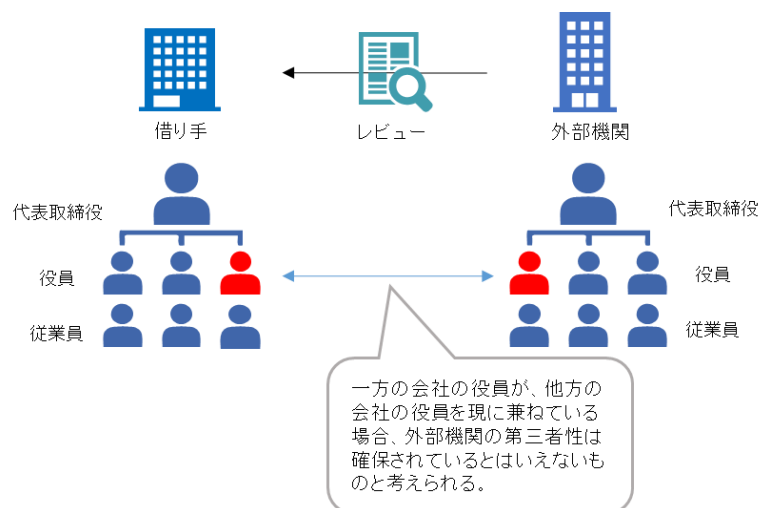 借り手
レビュー
外部機関
代表取締役
代表取締役
役員
役員
従業員
従業員
一方の会社の役員が、他方の
会社の役員を現に兼ねている
場合、外部機関の第三者性は
確保されているとはいえないも
のと考えられる。